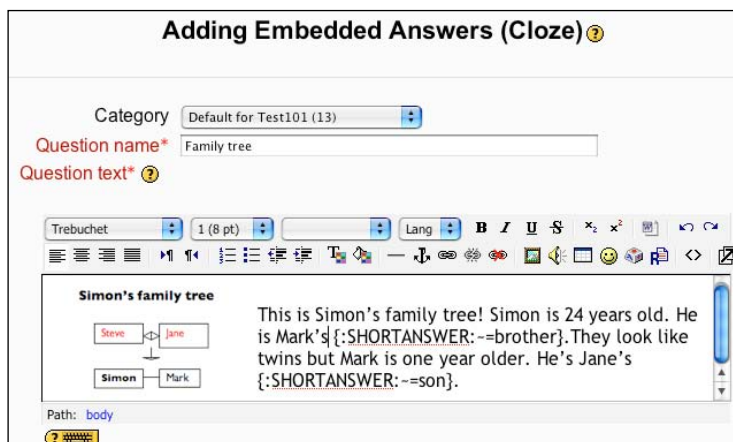 Adding Embedded Answers (Cloze) ?
Category Default for Test101 (13)
Question name* Family tree
Question text* ?
Trebuchet 1 (8 pt) Lang B I U S x₂ x²
Simon's family tree
Steve Jane
Simon Mark
This is Simon's family tree! Simon is 24 years old. He
is Mark's {:SHORTANSWER:~=brother}.They look like
twins but Mark is one year older. He's Jane's
{:SHORTANSWER:~=son}.
Path: body
?